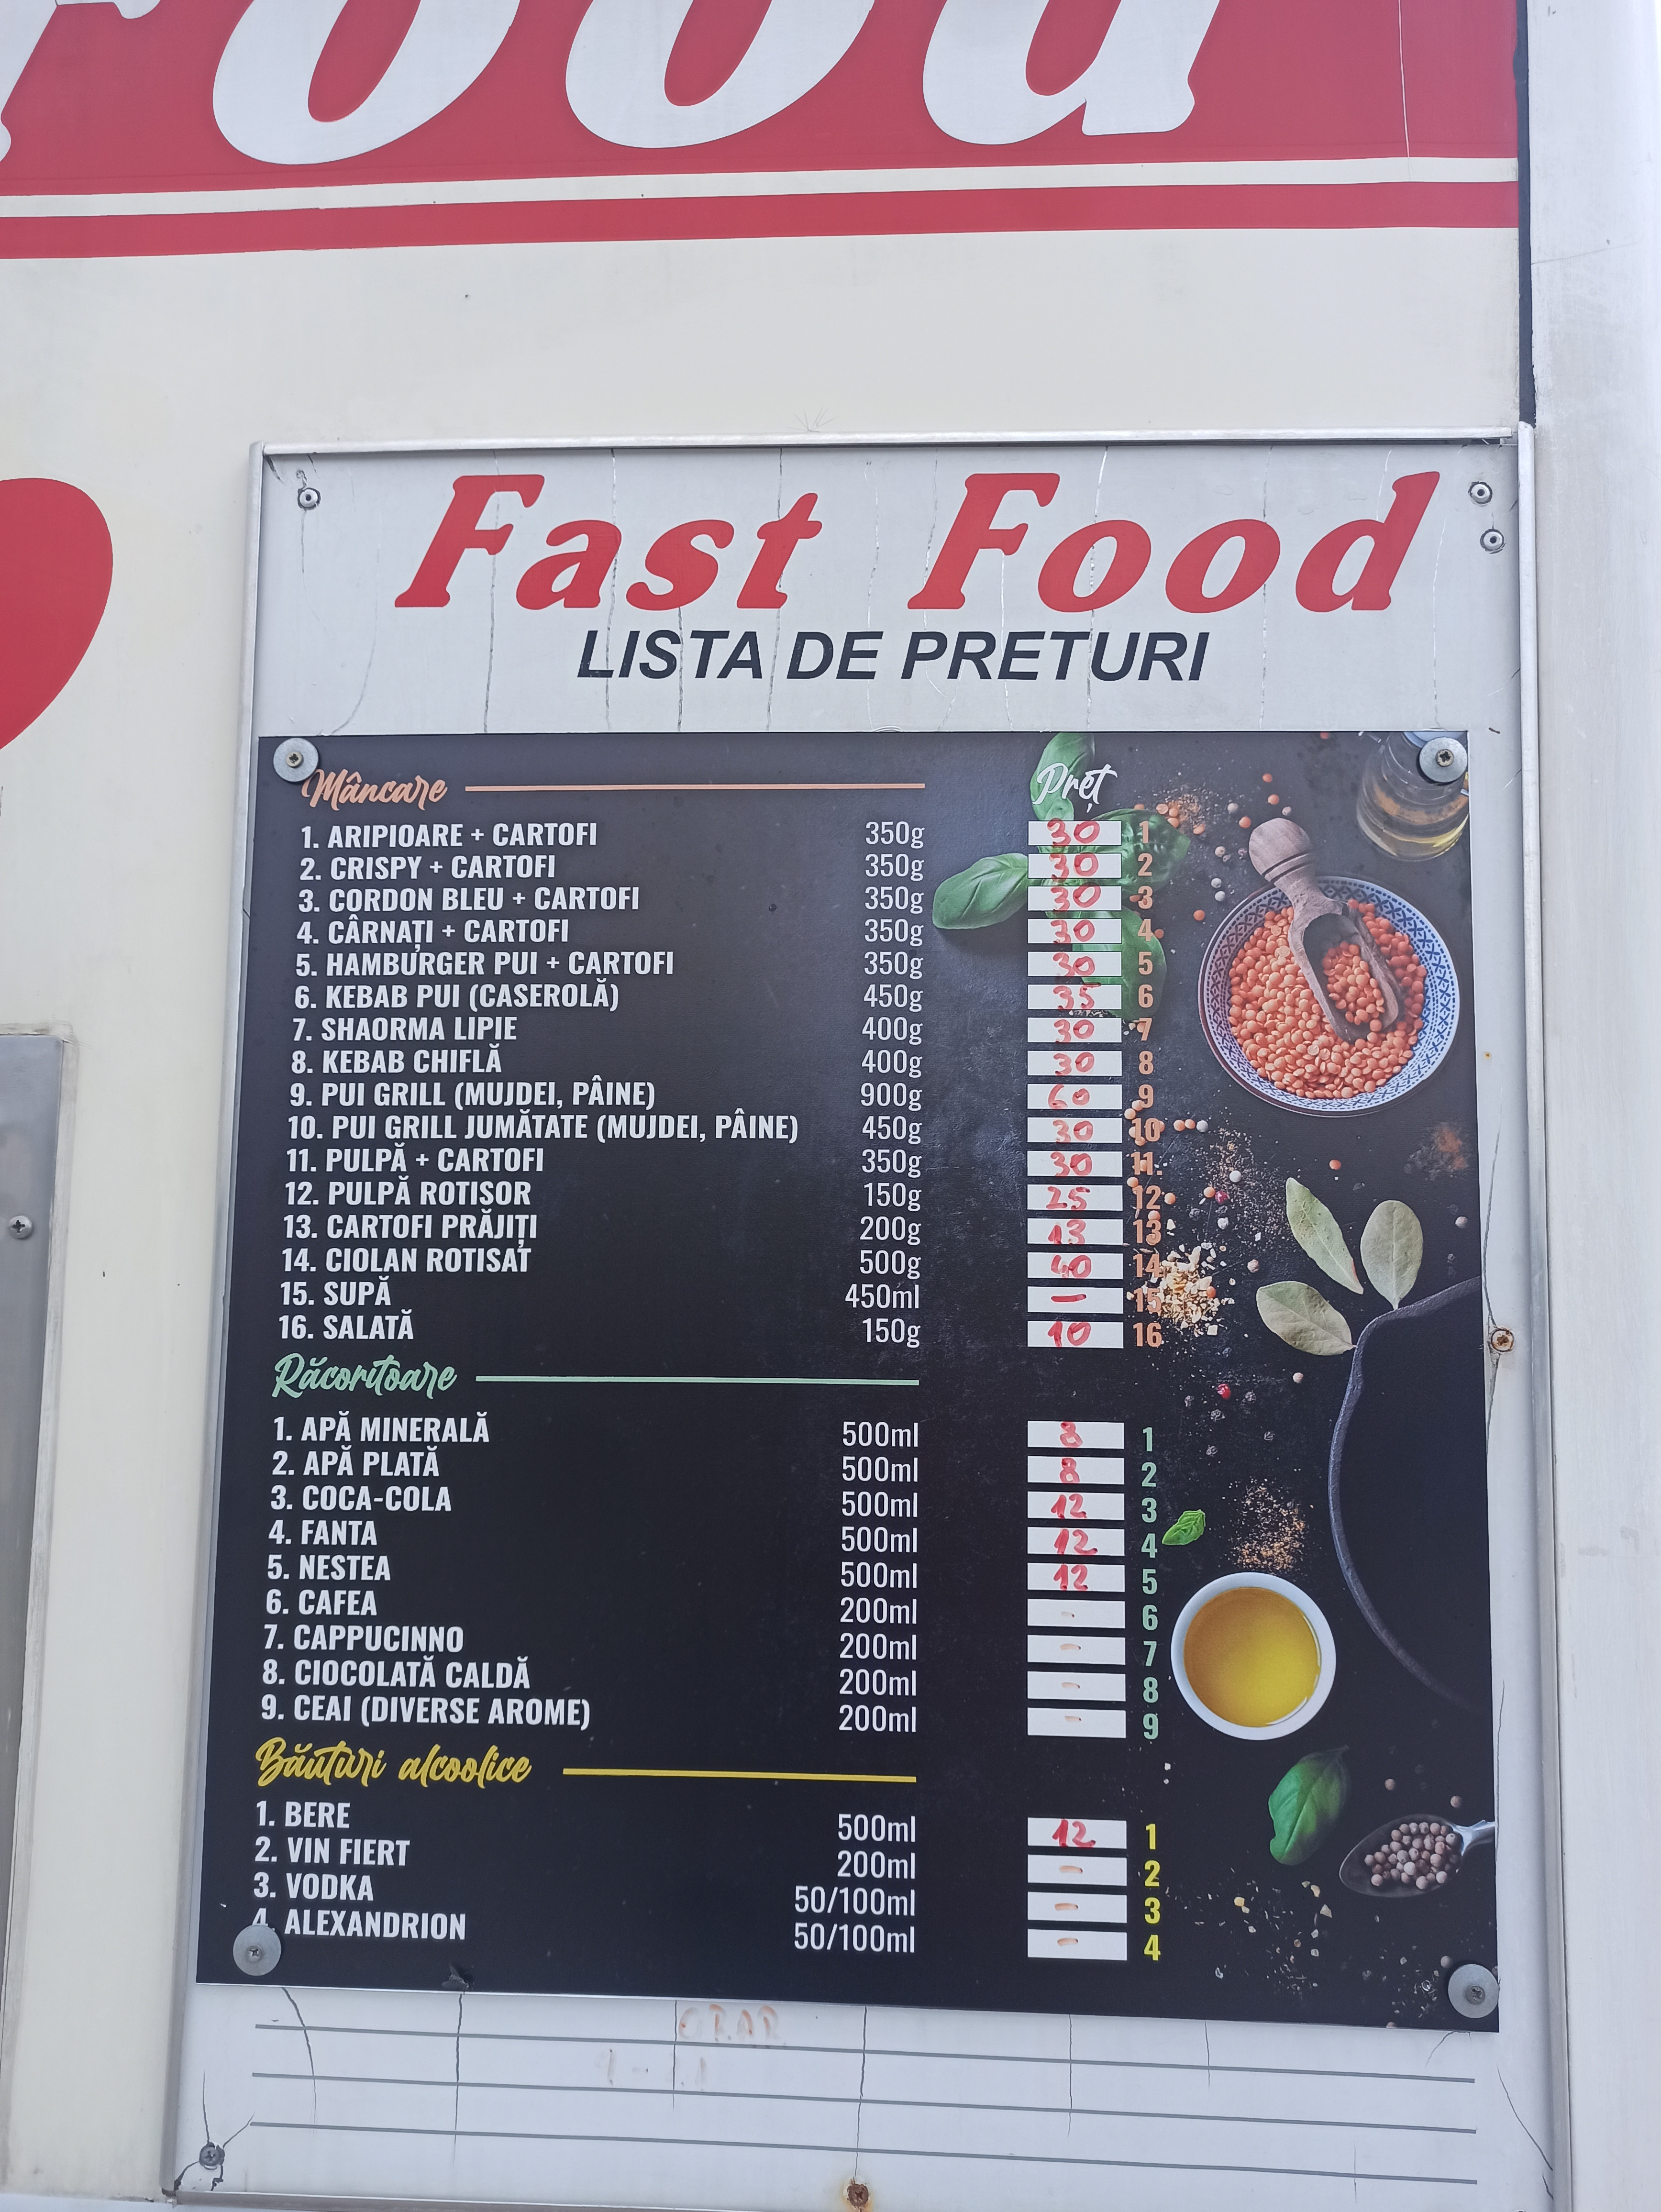 Food
Fast Food
LISTA DE PRETURI
Mâncare Preț
1. ARIPIOARE + CARTOFI 350g 30 1
2. CRISPY + CARTOFI 350g 30 2
3. CORDON BLEU + CARTOFI 350g 30 3
4. CÂRNAȚI + CARTOFI 350g 30 4
5. HAMBURGER PUI + CARTOFI 350g 30 5
6. KEBAB PUI (CASEROLĂ) 450g 35 6
7. SHAORMA LIPIE 400g 30 7
8. KEBAB CHIFLĂ 400g 30 8
9. PUI GRILL (MUJDEI, PÂINE) 900g 60 9
10. PUI GRILL JUMĂTATE (MUJDEI, PÂINE) 450g 30 10
11. PULPĂ + CARTOFI 350g 30 11.
12. PULPĂ ROTISOR 150g 25 12
13. CARTOFI PRĂJIȚI 200g 13 13
14. CIOLAN ROTISAT 500g 40 14
15. SUPĂ 450ml - 15
16. SALATĂ 150g 10 16
Răcoritoare
1. APĂ MINERALĂ 500ml 8 1
2. APĂ PLATĂ 500ml 8 2
3. COCA-COLA 500ml 12 3
4. FANTA 500ml 12 4
5. NESTEA 500ml 12 5
6. CAFEA 200ml - 6
7. CAPPUCINNO 200ml - 7
8. CIOCOLATĂ CALDĂ 200ml - 8
9. CEAI (DIVERSE AROME) 200ml - 9
Băuturi alcoolice
1. BERE 500ml 12 1
2. VIN FIERT 200ml - 2
3. VODKA 50/100ml - 3
4. ALEXANDRION 50/100ml - 4